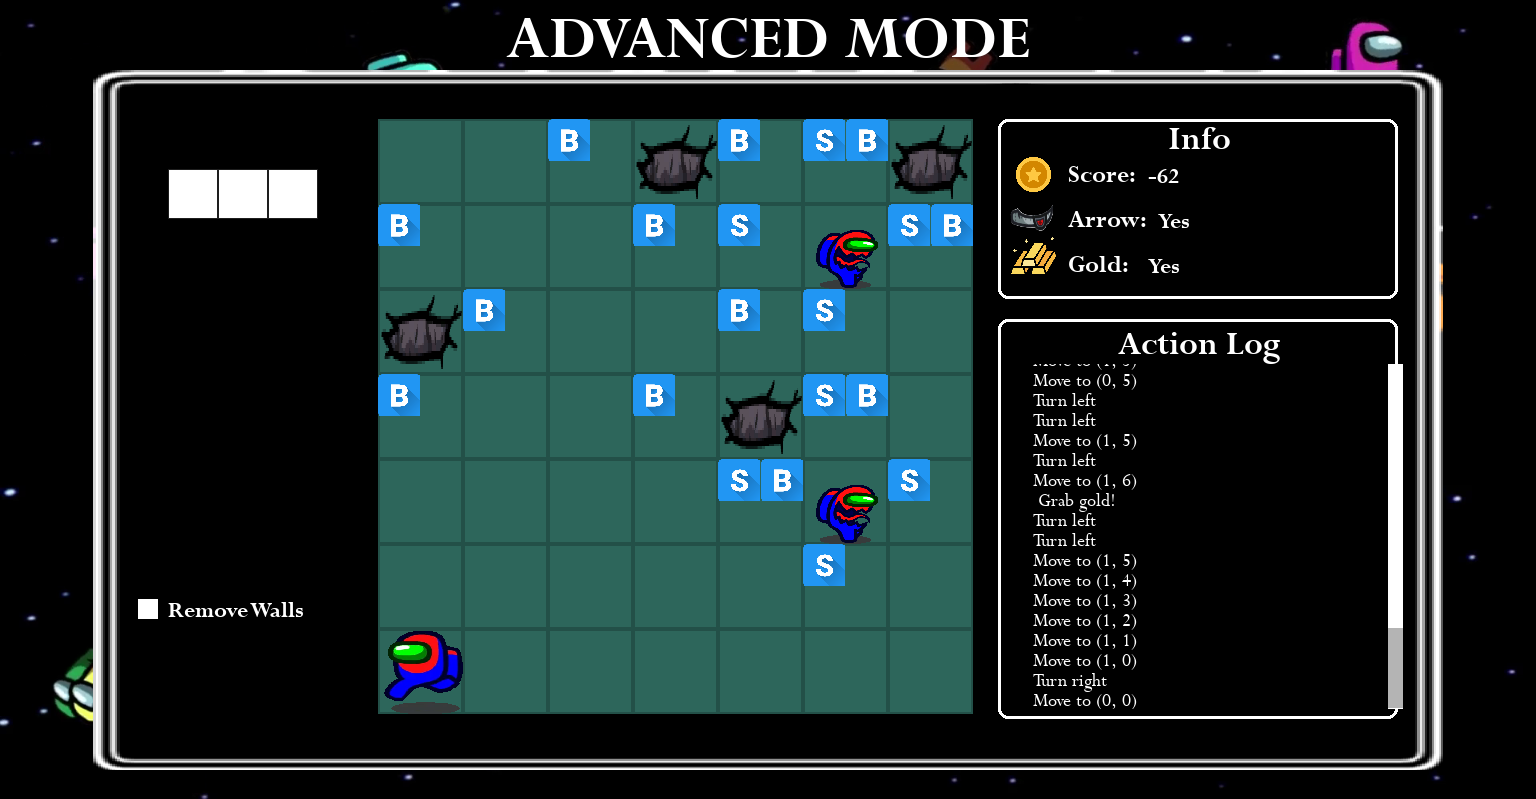 ADVANCED MODE
B B S B
B B S S B
B B S
B B S B
S B S
S
Remove Walls
Info
Score: -62
Arrow: Yes
Gold: Yes
Action Log
Move to (0, 5)
Turn left
Turn left
Move to (1, 5)
Turn left
Move to (1, 6)
Grab gold!
Turn left
Turn left
Move to (1, 5)
Move to (1, 4)
Move to (1, 3)
Move to (1, 2)
Move to (1, 1)
Move to (1, 0)
Turn right
Move to (0, 0)